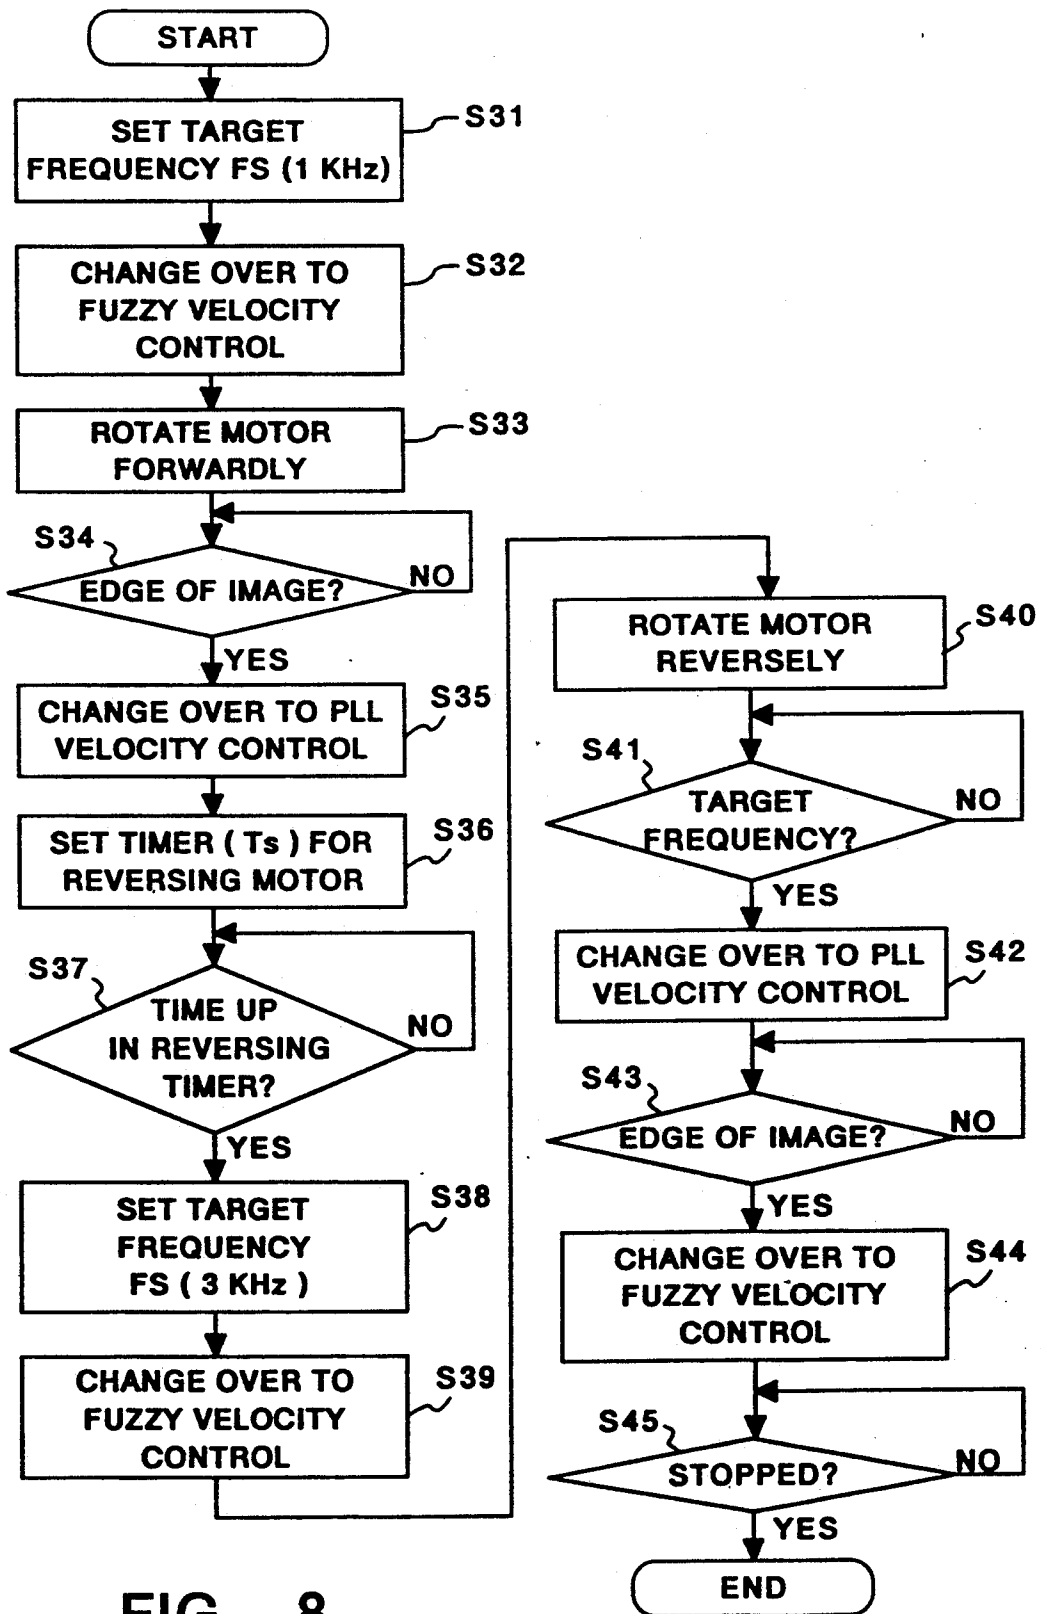 START
S31
SET TARGET
FREQUENCY FS (1 KHz)
S32
CHANGE OVER TO
FUZZY VELOCITY
CONTROL
S33
ROTATE MOTOR
FORWARDLY
S34
EDGE OF IMAGE?
NO
YES
S35
CHANGE OVER TO PLL
VELOCITY CONTROL
S36
SET TIMER ( Ts ) FOR
REVERSING MOTOR
S37
TIME UP
IN REVERSING
TIMER?
NO
YES
S38
SET TARGET
FREQUENCY
FS ( 3 KHz )
S39
CHANGE OVER TO
FUZZY VELOCITY
CONTROL
S40
ROTATE MOTOR
REVERSELY
S41
TARGET
FREQUENCY?
NO
YES
S42
CHANGE OVER TO PLL
VELOCITY CONTROL
S43
EDGE OF IMAGE?
NO
YES
S44
CHANGE OVER TO
FUZZY VELOCITY
CONTROL
S45
STOPPED?
NO
YES
END
FIG. 8